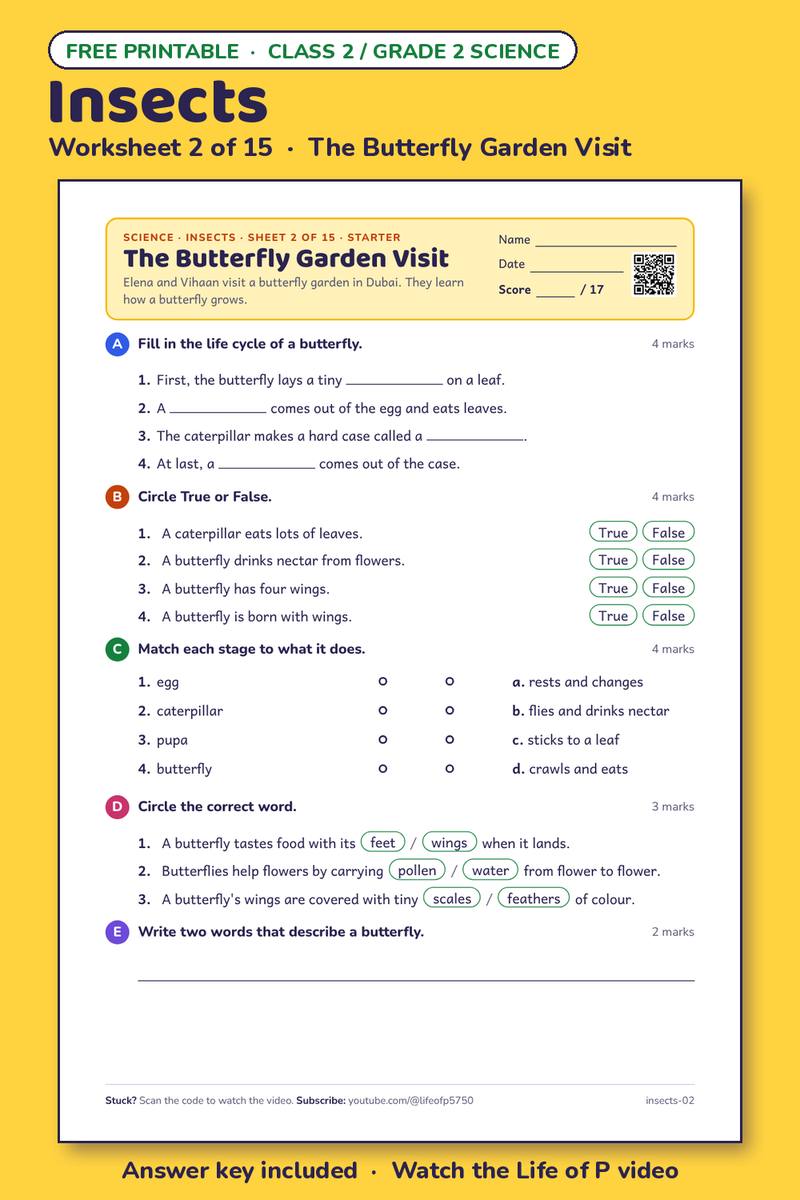 FREE PRINTABLE · CLASS 2 / GRADE 2 SCIENCE
Insects
Worksheet 2 of 15 · The Butterfly Garden Visit
SCIENCE · INSECTS · SHEET 2 OF 15 · STARTER
The Butterfly Garden Visit
Elena and Vihaan visit a butterfly garden in Dubai. They learn
how a butterfly grows.
Name ____________
Date ____________
Score ______ / 17
A Fill in the life cycle of a butterfly. 4 marks
1. First, the butterfly lays a tiny ____________ on a leaf.
2. A ____________ comes out of the egg and eats leaves.
3. The caterpillar makes a hard case called a ____________.
4. At last, a ____________ comes out of the case.
B Circle True or False. 4 marks
1. A caterpillar eats lots of leaves. True False
2. A butterfly drinks nectar from flowers. True False
3. A butterfly has four wings. True False
4. A butterfly is born with wings. True False
C Match each stage to what it does. 4 marks
1. egg a. rests and changes
2. caterpillar b. flies and drinks nectar
3. pupa c. sticks to a leaf
4. butterfly d. crawls and eats
D Circle the correct word. 3 marks
1. A butterfly tastes food with its feet / wings when it lands.
2. Butterflies help flowers by carrying pollen / water from flower to flower.
3. A butterfly's wings are covered with tiny scales / feathers of colour.
E Write two words that describe a butterfly. 2 marks
Stuck? Scan the code to watch the video. Subscribe: youtube.com/@lifeofp5750 insects-02
Answer key included · Watch the Life of P video